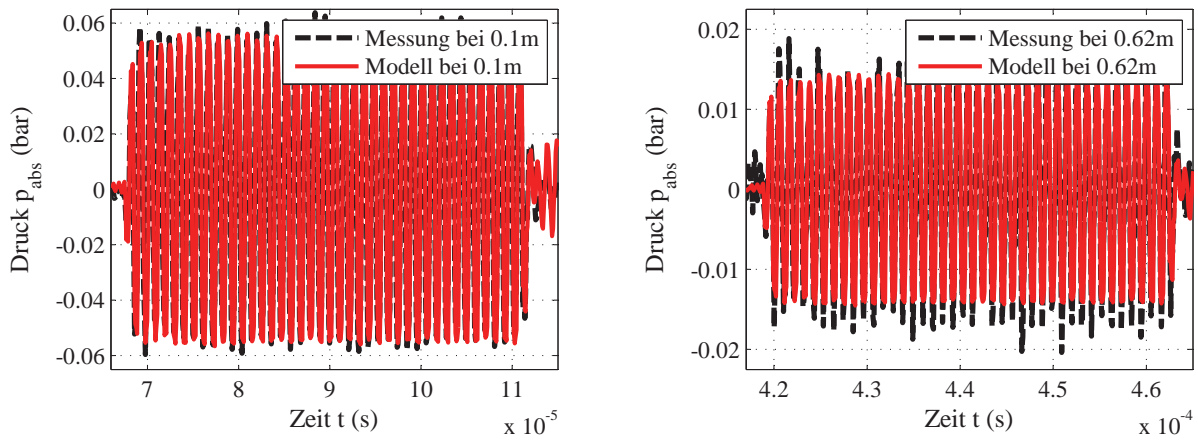 0.06
0.04
0.02
0
-0.02
-0.04
-0.06
Druck p_abs (bar)
Messung bei 0.1m
Modell bei 0.1m
7 8 9 10 11
Zeit t (s)
x 10^-5
0.02
0.01
0
-0.01
-0.02
Druck p_abs (bar)
Messung bei 0.62m
Modell bei 0.62m
4.2 4.3 4.4 4.5 4.6
Zeit t (s)
x 10^-4